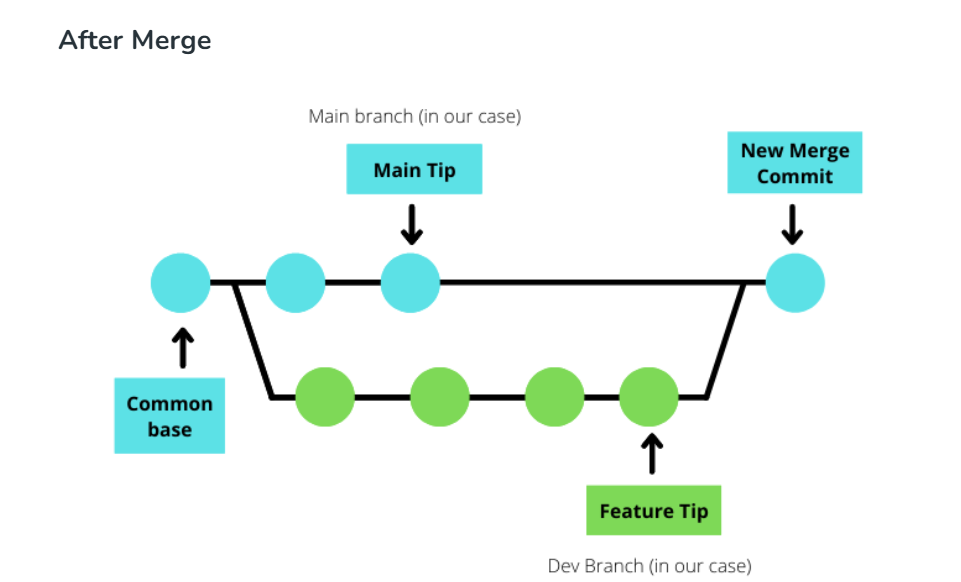 After Merge
Main branch (in our case)
Main Tip
New Merge
Commit
Common
base
Feature Tip
Dev Branch (in our case)